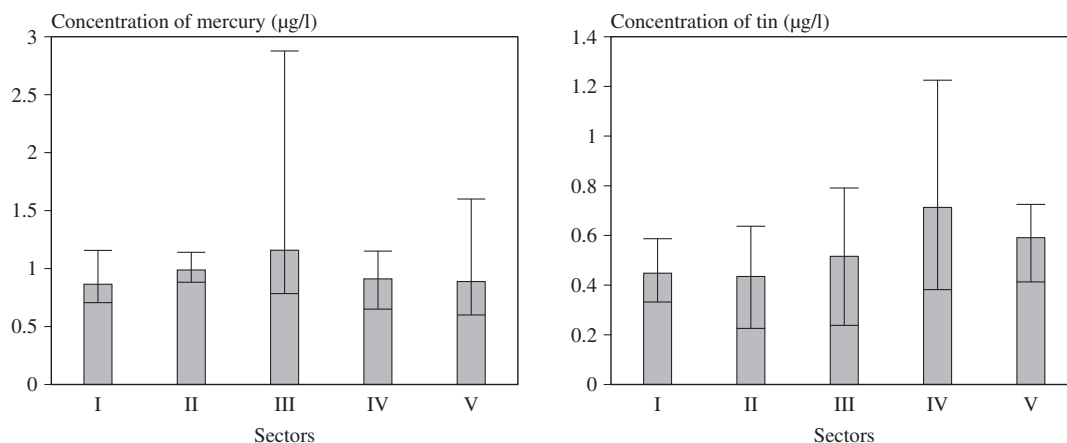 Concentration of mercury (µg/l)
3
2.5
2
1.5
1
0.5
0
I II III IV V
Sectors
Concentration of tin (µg/l)
1.4
1.2
1
0.8
0.6
0.4
0.2
0
I II III IV V
Sectors